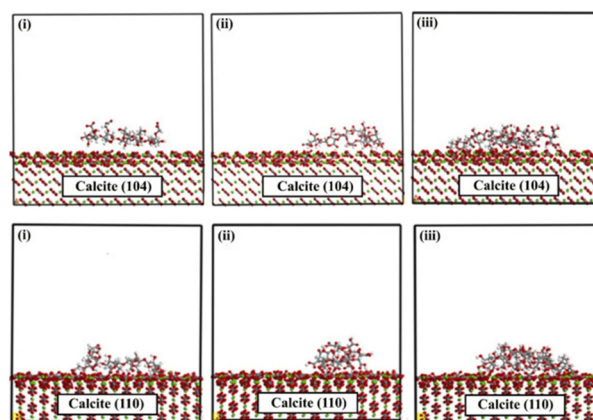 (i)
(ii)
(iii)
Calcite (104)
Calcite (104)
Calcite (104)
(i)
(ii)
(iii)
Calcite (110)
Calcite (110)
Calcite (110)